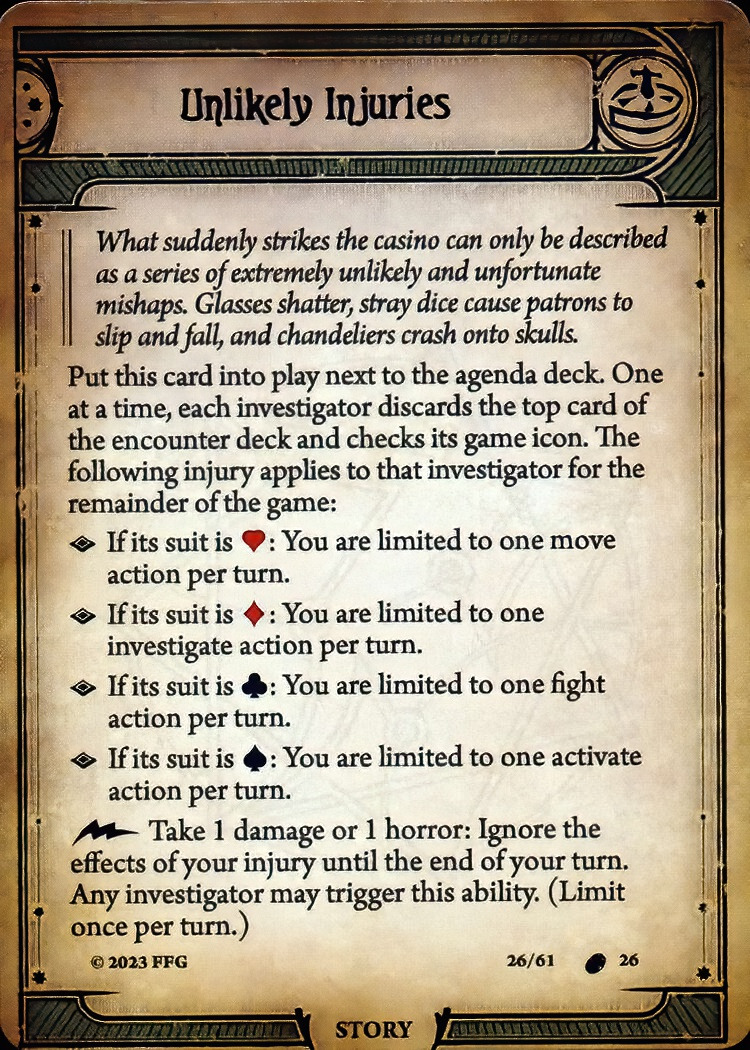 Unlikely Injuries
What suddenly strikes the casino can only be described
as a series of extremely unlikely and unfortunate
mishaps. Glasses shatter, stray dice cause patrons to
slip and fall, and chandeliers crash onto skulls.
Put this card into play next to the agenda deck. One
at a time, each investigator discards the top card of
the encounter deck and checks its game icon. The
following injury applies to that investigator for the
remainder of the game:
If its suit is ♥: You are limited to one move
action per turn.
If its suit is ♦: You are limited to one
investigate action per turn.
If its suit is ♣: You are limited to one fight
action per turn.
If its suit is ♠: You are limited to one activate
action per turn.
Take 1 damage or 1 horror: Ignore the
effects of your injury until the end of your turn.
Any investigator may trigger this ability. (Limit
once per turn.)
© 2023 FFG 26/61 26
STORY